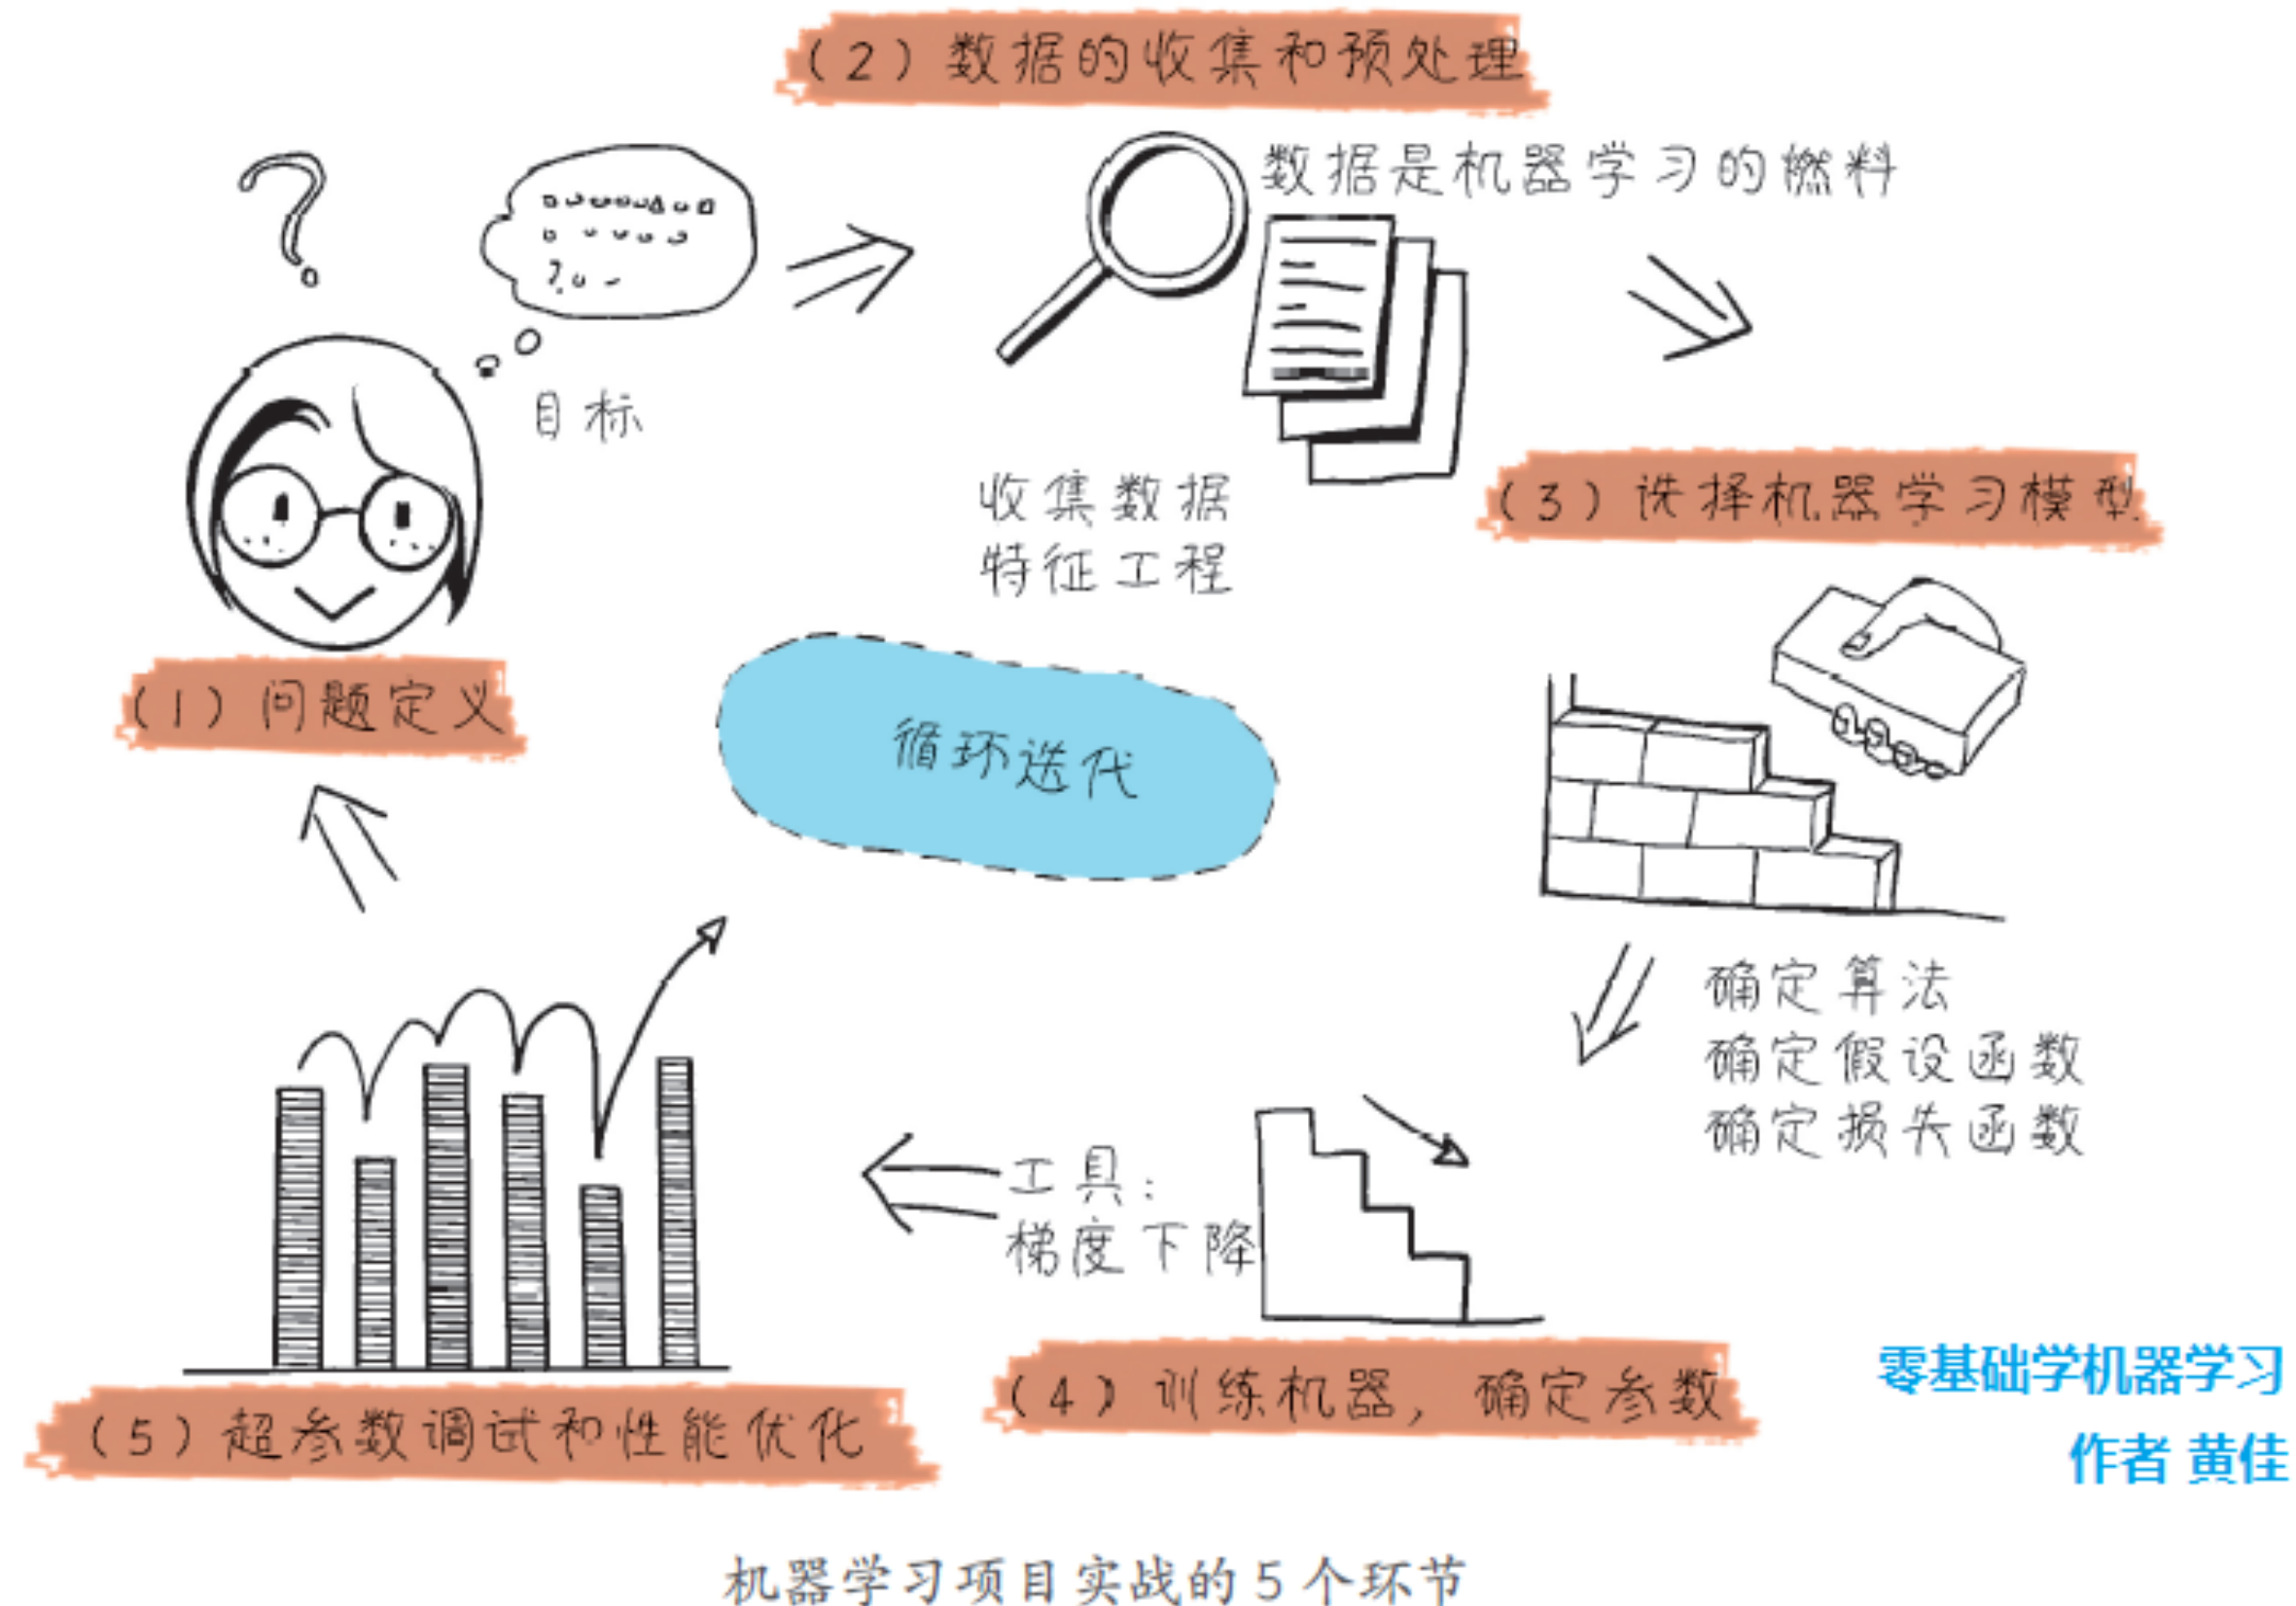 (2) 数据的收集和预处理
数据是机器学习的燃料
目标
收集数据
特征工程
(3) 选择机器学习模型
(1) 问题定义
循环迭代
确定算法
确定假设函数
确定损失函数
工具:
梯度下降
(4) 训练机器, 确定参数
(5) 超参数调试和性能优化
零基础学机器学习
作者 黄佳
机器学习项目实战的 5 个环节